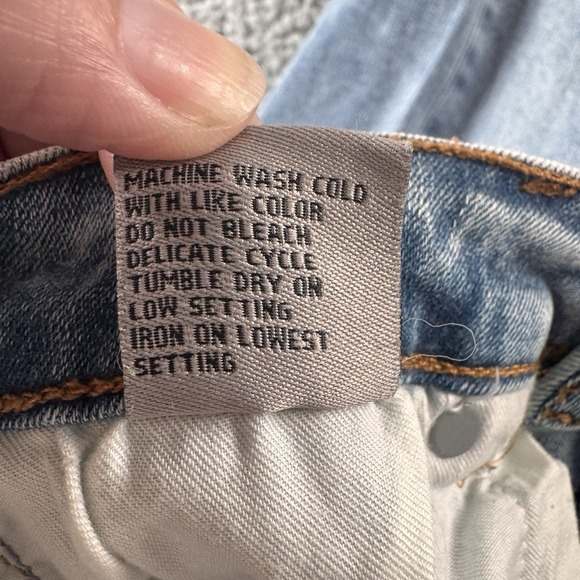 MACHINE WASH COLD
WITH LIKE COLOR
DO NOT BLEACH
DELICATE CYCLE
TUMBLE DRY ON
LOW SETTING
IRON ON LOWEST
SETTING